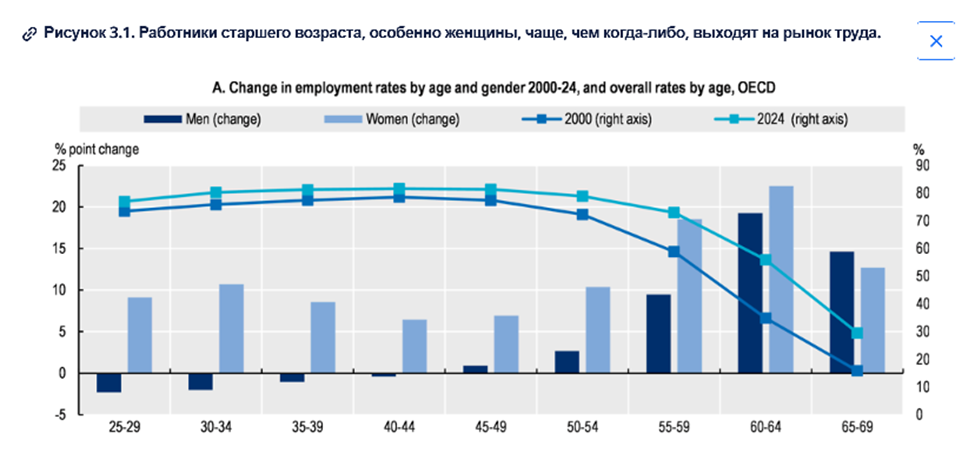 Рисунок 3.1. Работники старшего возраста, особенно женщины, чаще, чем когда-либо, выходят на рынок труда.
A. Change in employment rates by age and gender 2000-24, and overall rates by age, OECD
Men (change) Women (change) 2000 (right axis) 2024 (right axis)
% point change %
25 90
80
20 70
15 60
50
10 40
5 30
20
0 10
-5 0
25-29 30-34 35-39 40-44 45-49 50-54 55-59 60-64 65-69